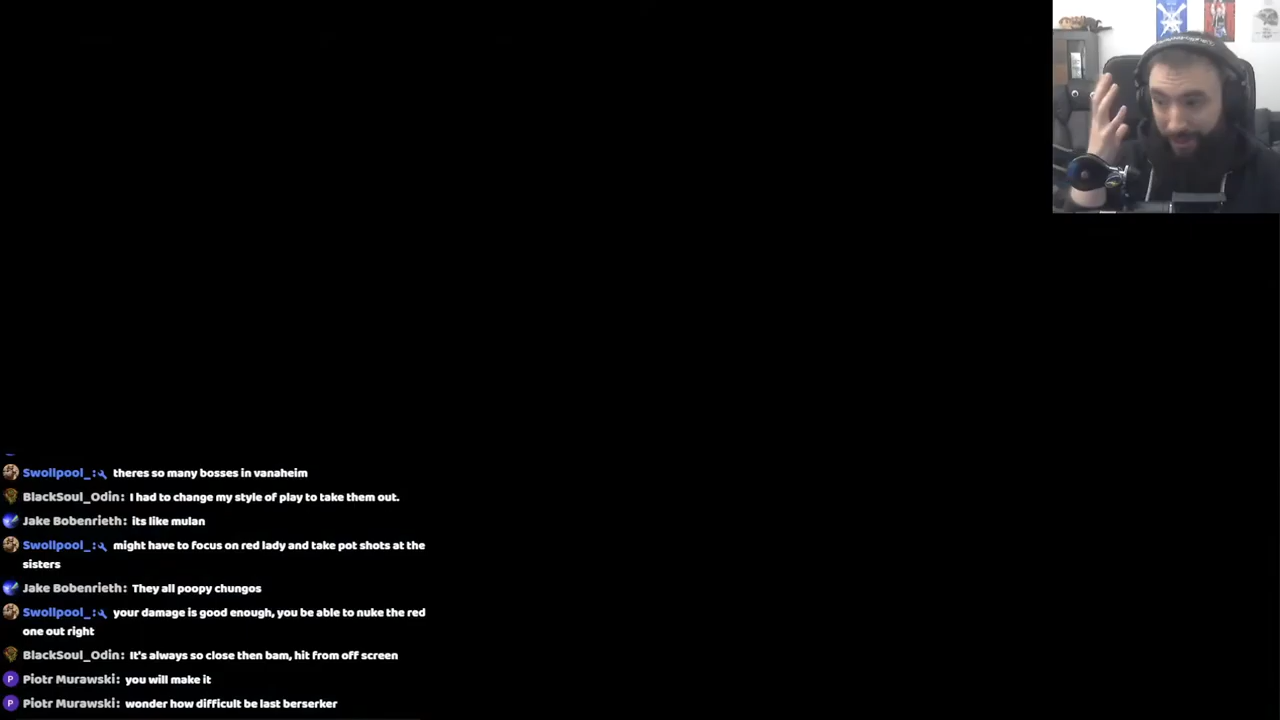 Swollpool_: theres so many bosses in vanaheim
BlackSoul_Odin: I had to change my style of play to take them out.
Jake Bobenrieth: its like mulan
Swollpool_: might have to focus on red lady and take pot shots at the
sisters
Jake Bobenrieth: They all poopy chungos
Swollpool_: your damage is good enough, you be able to nuke the red
one out right
BlackSoul_Odin: It's always so close then bam, hit from off screen
P Piotr Murawski: you will make it
P Piotr Murawski: wonder how difficult be last berserker